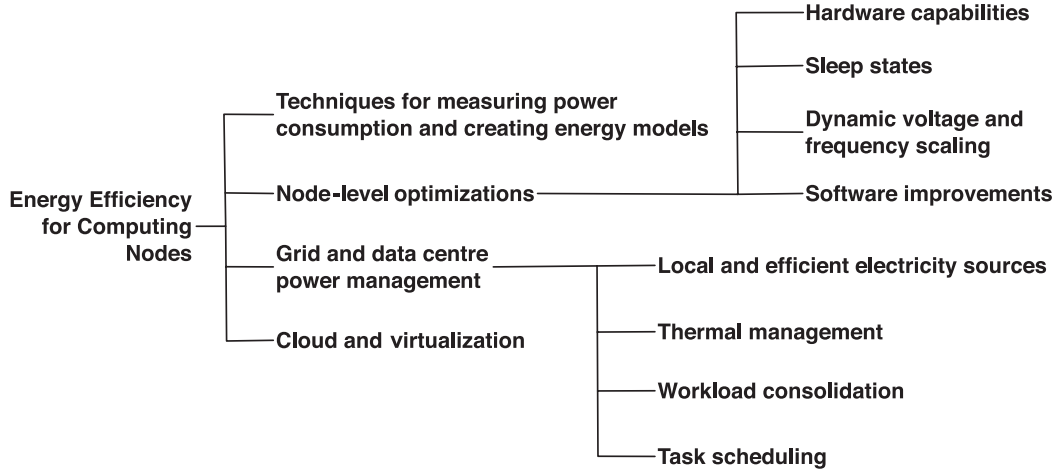 Energy Efficiency
for Computing
Nodes
Techniques for measuring power
consumption and creating energy models
Node-level optimizations
Hardware capabilities
Sleep states
Dynamic voltage and
frequency scaling
Software improvements
Grid and data centre
power management
Local and efficient electricity sources
Thermal management
Workload consolidation
Task scheduling
Cloud and virtualization